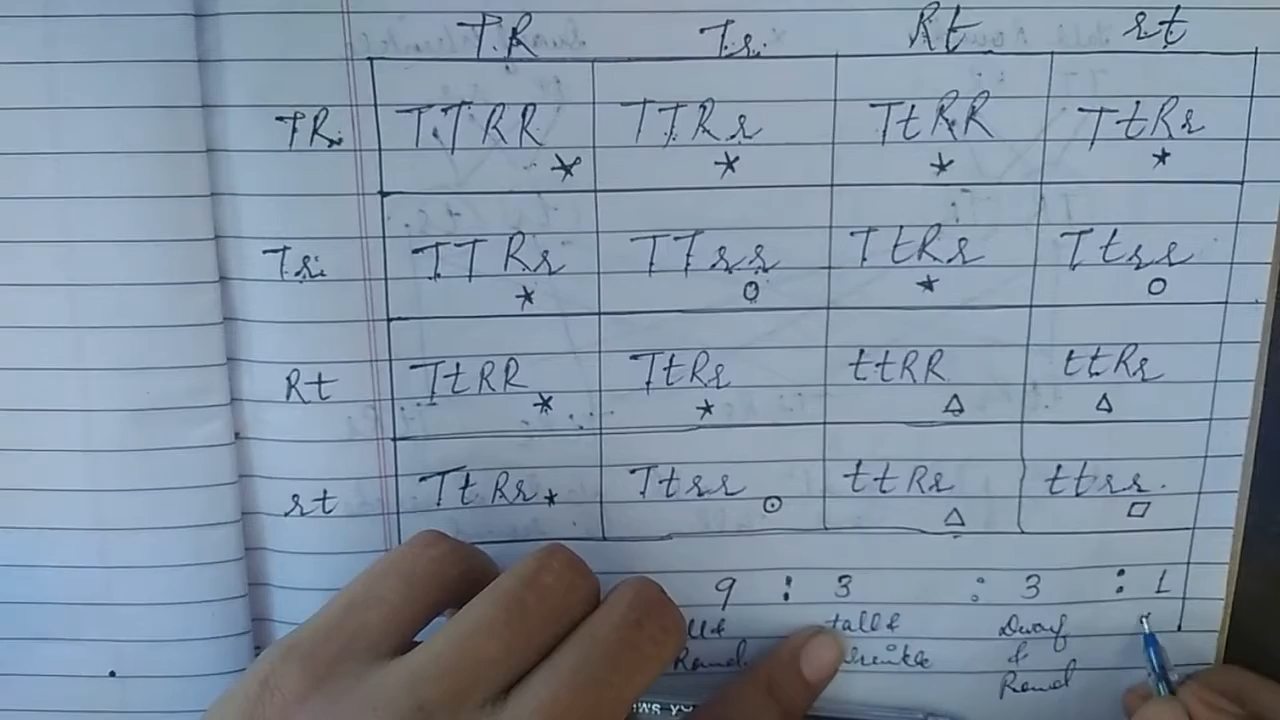 TR Tr Rt rt
TR TTRR TTRr TtRR TtRr
Tr TTRr TTrr TtRr Ttrr
Rt TtRR TtRr ttRR ttRr
rt TtRr Ttrr ttRr ttrr
9 : 3 : 3 : 1
tall & Dwarf
Round &
Round